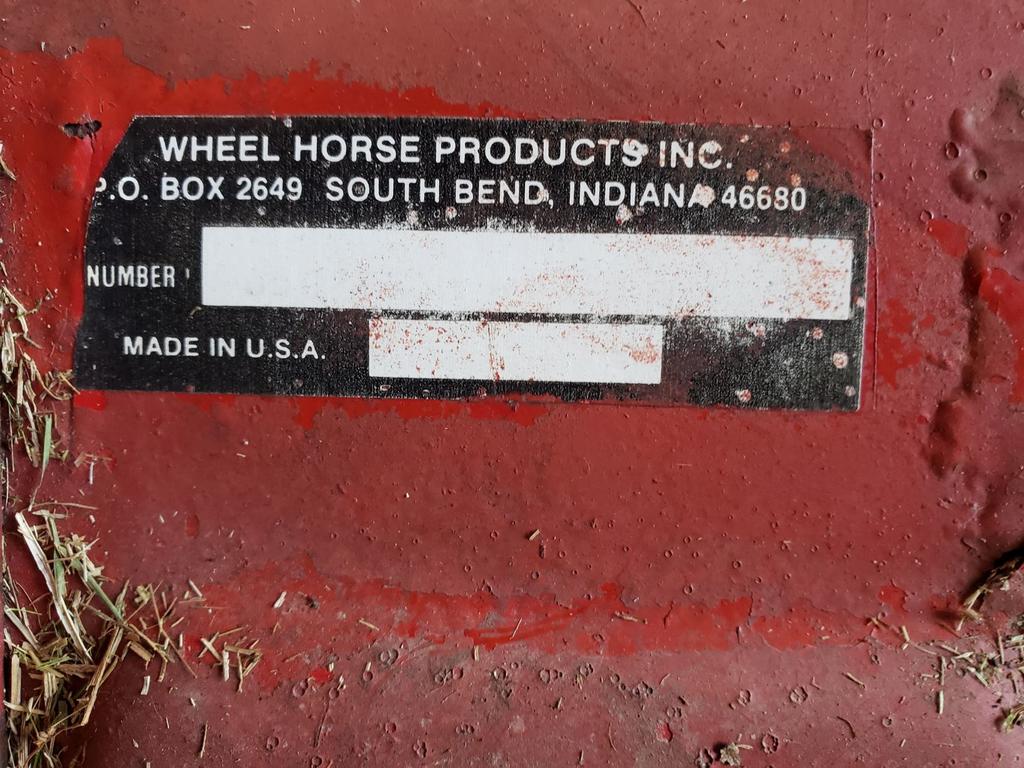 WHEEL HORSE PRODUCTS INC.
P.O. BOX 2649 SOUTH BEND, INDIANA 46680
NUMBER
MADE IN U.S.A.